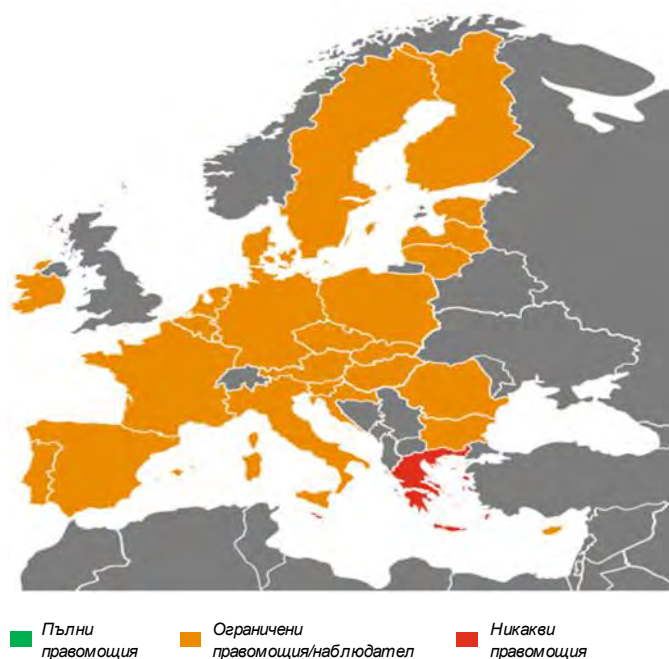 Пълни
правомощия
Ограничени
правомощия/наблюдател
Никакви
правомощия